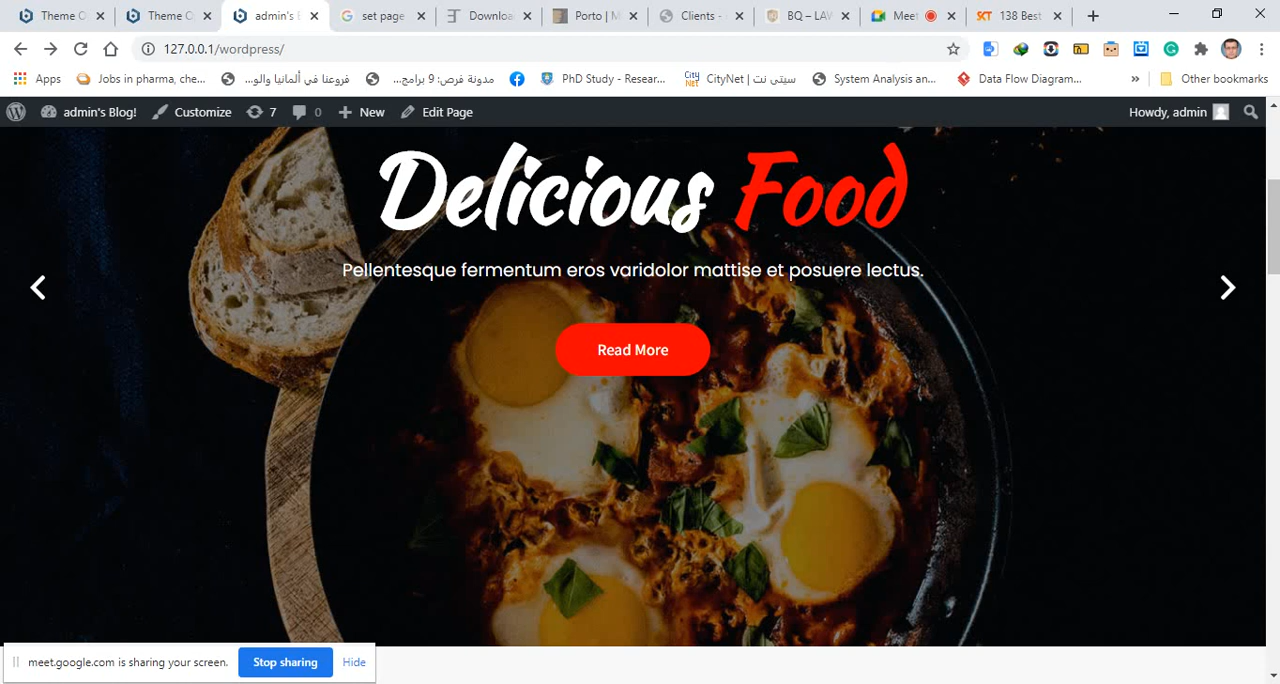 Theme O
Theme O
admin's B
set page
Downloa
Porto | M
Clients -
BQ – LAW
Meet
138 Best
127.0.0.1/wordpress/
Apps
Jobs in pharma, che...
فروعنا في ألمانيا والو...
مدونة فرص: 9 برامج...
PhD Study - Resear...
CityNet | سيتى نت
System Analysis an...
Data Flow Diagram...
»
Other bookmarks
admin's Blog!
Customize
7
0
New
Edit Page
Howdy, admin
Delicious Food
Pellentesque fermentum eros varidolor mattise et posuere lectus.
Read More
meet.google.com is sharing your screen.
Stop sharing
Hide